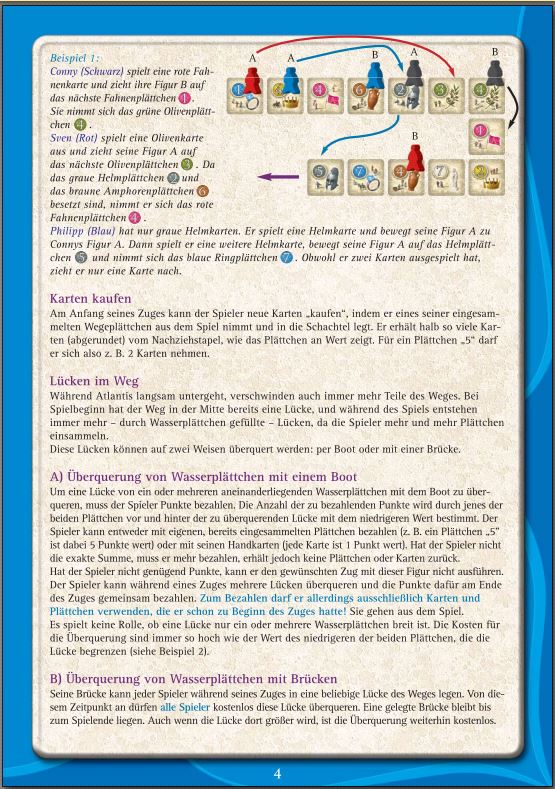 A A B A B
Beispiel 1:
Conny (Schwarz) spielt eine rote Fah-
nenkarte und zieht ihre Figur B auf
das nächste Fahnenplättchen 1.
Sie nimmt sich das grüne Olivenplätt-
chen 4.
Sven (Rot) spielt eine Olivenkarte
aus und zieht seine Figur A auf
das nächste Olivenplättchen 3. Da
das graue Helmplättchen 2 und
das braune Amphorenplättchen 6
besetzt sind, nimmt er sich das rote
Fahnenplättchen 4.
B
Philipp (Blau) hat nur graue Helmkarten. Er spielt eine Helmkarte und bewegt seine Figur A zu
Connys Figur A. Dann spielt er eine weitere Helmkarte, bewegt seine Figur A auf das Helmplätt-
chen 5 und nimmt sich das blaue Ringplättchen 7. Obwohl er zwei Karten ausgespielt hat,
zieht er nur eine Karte nach.
Karten kaufen
Am Anfang seines Zuges kann der Spieler neue Karten „kaufen“, indem er eines seiner eingesam-
melten Wegeplättchen aus dem Spiel nimmt und in die Schachtel legt. Er erhält halb so viele Kar-
ten (abgerundet) vom Nachziehstapel, wie das Plättchen an Wert zeigt. Für ein Plättchen „5“ darf
er sich also z. B. 2 Karten nehmen.
Lücken im Weg
Während Atlantis langsam untergeht, verschwinden auch immer mehr Teile des Weges. Bei
Spielbeginn hat der Weg in der Mitte bereits eine Lücke, und während des Spiels entstehen
immer mehr – durch Wasserplättchen gefüllte – Lücken, da die Spieler mehr und mehr Plättchen
einsammeln.
Diese Lücken können auf zwei Weisen überquert werden: per Boot oder mit einer Brücke.
A) Überquerung von Wasserplättchen mit einem Boot
Um eine Lücke von ein oder mehreren aneinanderliegenden Wasserplättchen mit dem Boot zu über-
queren, muss der Spieler Punkte bezahlen. Die Anzahl der zu bezahlenden Punkte wird durch jenes der
beiden Plättchen vor und hinter der zu überquerenden Lücke mit dem niedrigeren Wert bestimmt. Der
Spieler kann entweder mit eigenen, bereits eingesammelten Plättchen bezahlen (z. B. ein Plättchen „5“
ist dabei 5 Punkte wert) oder mit seinen Handkarten (jede Karte ist 1 Punkt wert). Hat der Spieler nicht
die exakte Summe, muss er mehr bezahlen, erhält jedoch keine Plättchen oder Karten zurück.
Hat der Spieler nicht genügend Punkte, kann er den gewünschten Zug mit dieser Figur nicht ausführen.
Der Spieler kann während eines Zuges mehrere Lücken überqueren und die Punkte dafür am Ende
des Zuges gemeinsam bezahlen. Zum Bezahlen darf er allerdings ausschließlich Karten und
Plättchen verwenden, die er schon zu Beginn des Zuges hatte! Sie gehen aus dem Spiel.
Es spielt keine Rolle, ob eine Lücke nur ein oder mehrere Wasserplättchen breit ist. Die Kosten für
die Überquerung sind immer so hoch wie der Wert des niedrigeren der beiden Plättchen, die die
Lücke begrenzen (siehe Beispiel 2).
B) Überquerung von Wasserplättchen mit Brücken
Seine Brücke kann jeder Spieler während seines Zuges in eine beliebige Lücke des Weges legen. Von die-
sem Zeitpunkt an dürfen alle Spieler kostenlos diese Lücke überqueren. Eine gelegte Brücke bleibt bis
zum Spielende liegen. Auch wenn die Lücke dort größer wird, ist die Überquerung weiterhin kostenlos.
4